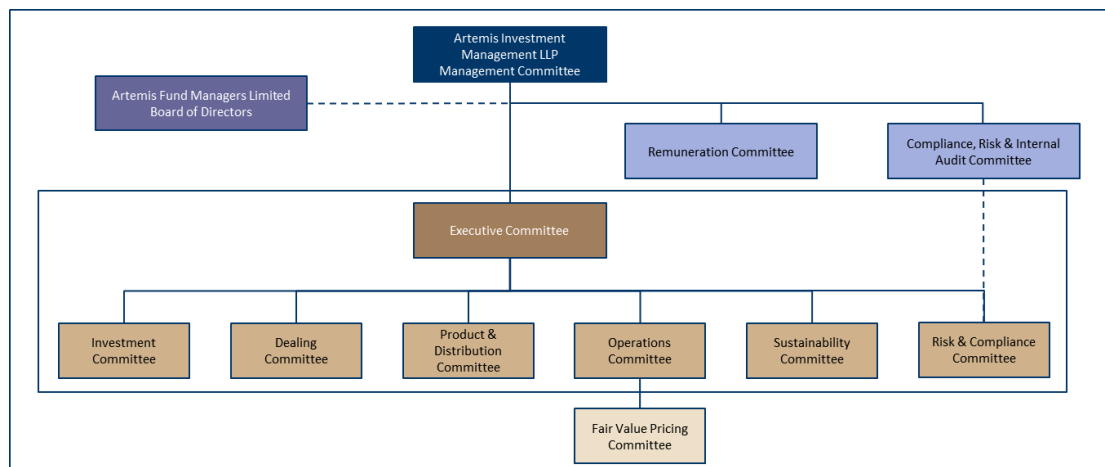 Artemis Investment
Management LLP
Management Committee
Artemis Fund Managers Limited
Board of Directors
Remuneration Committee
Compliance, Risk & Internal
Audit Committee
Executive Committee
Investment
Committee
Dealing
Committee
Product &
Distribution
Committee
Operations
Committee
Sustainability
Committee
Risk & Compliance
Committee
Fair Value Pricing
Committee